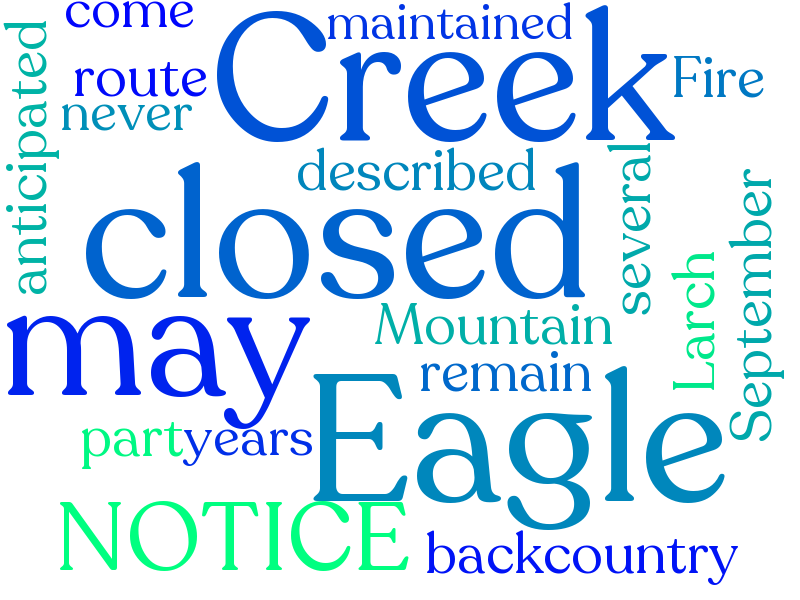 come
maintained
Creek
route
Fire
never
anticipated
described
several
closed
September
Larch
may
Mountain
remain
Eagle
part
years
NOTICE
backcountry